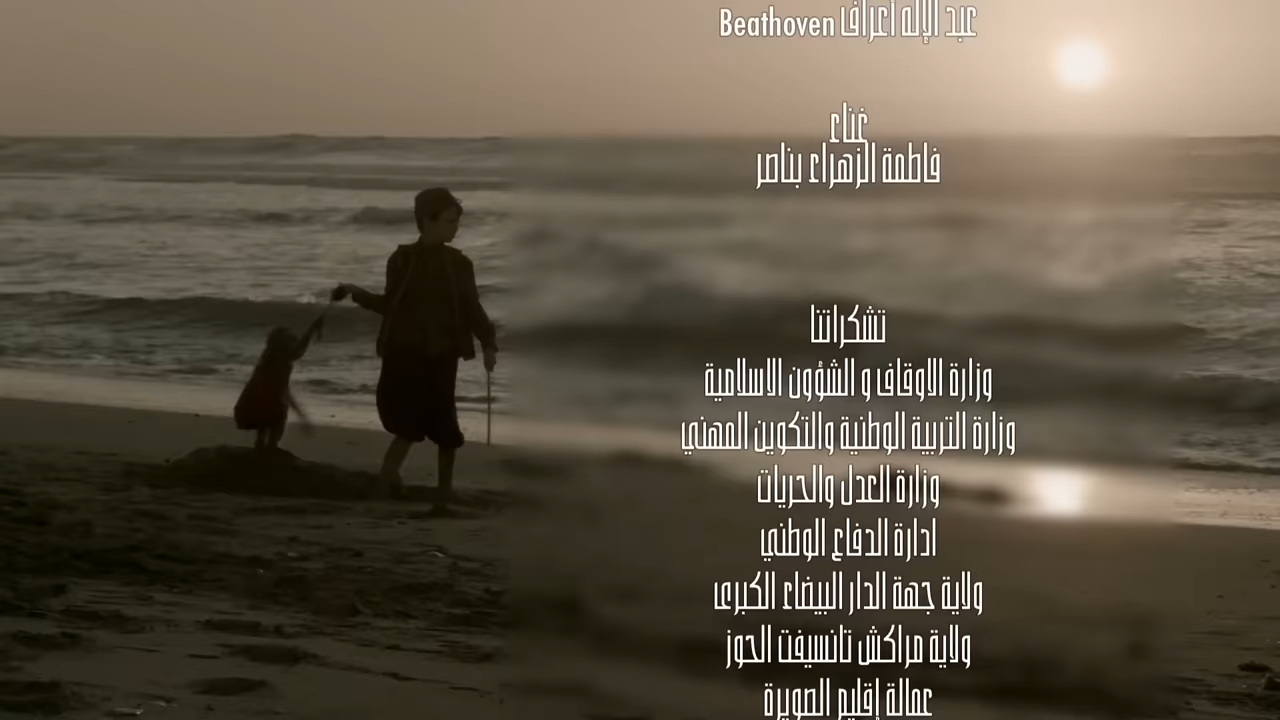 عبد الإله أعراف Beathoven
غناء
فاطمة الزهراء بناصر
تشكراتنا
وزارة الاوقاف و الشؤون الاسلامية
وزارة التربية الوطنية والتكوين المهني
وزارة العدل والحريات
ادارة الدفاع الوطني
ولاية جهة الدار البيضاء الكبرى
ولاية مراكش تانسيفت الحوز
عمالة إقليم الصويرة